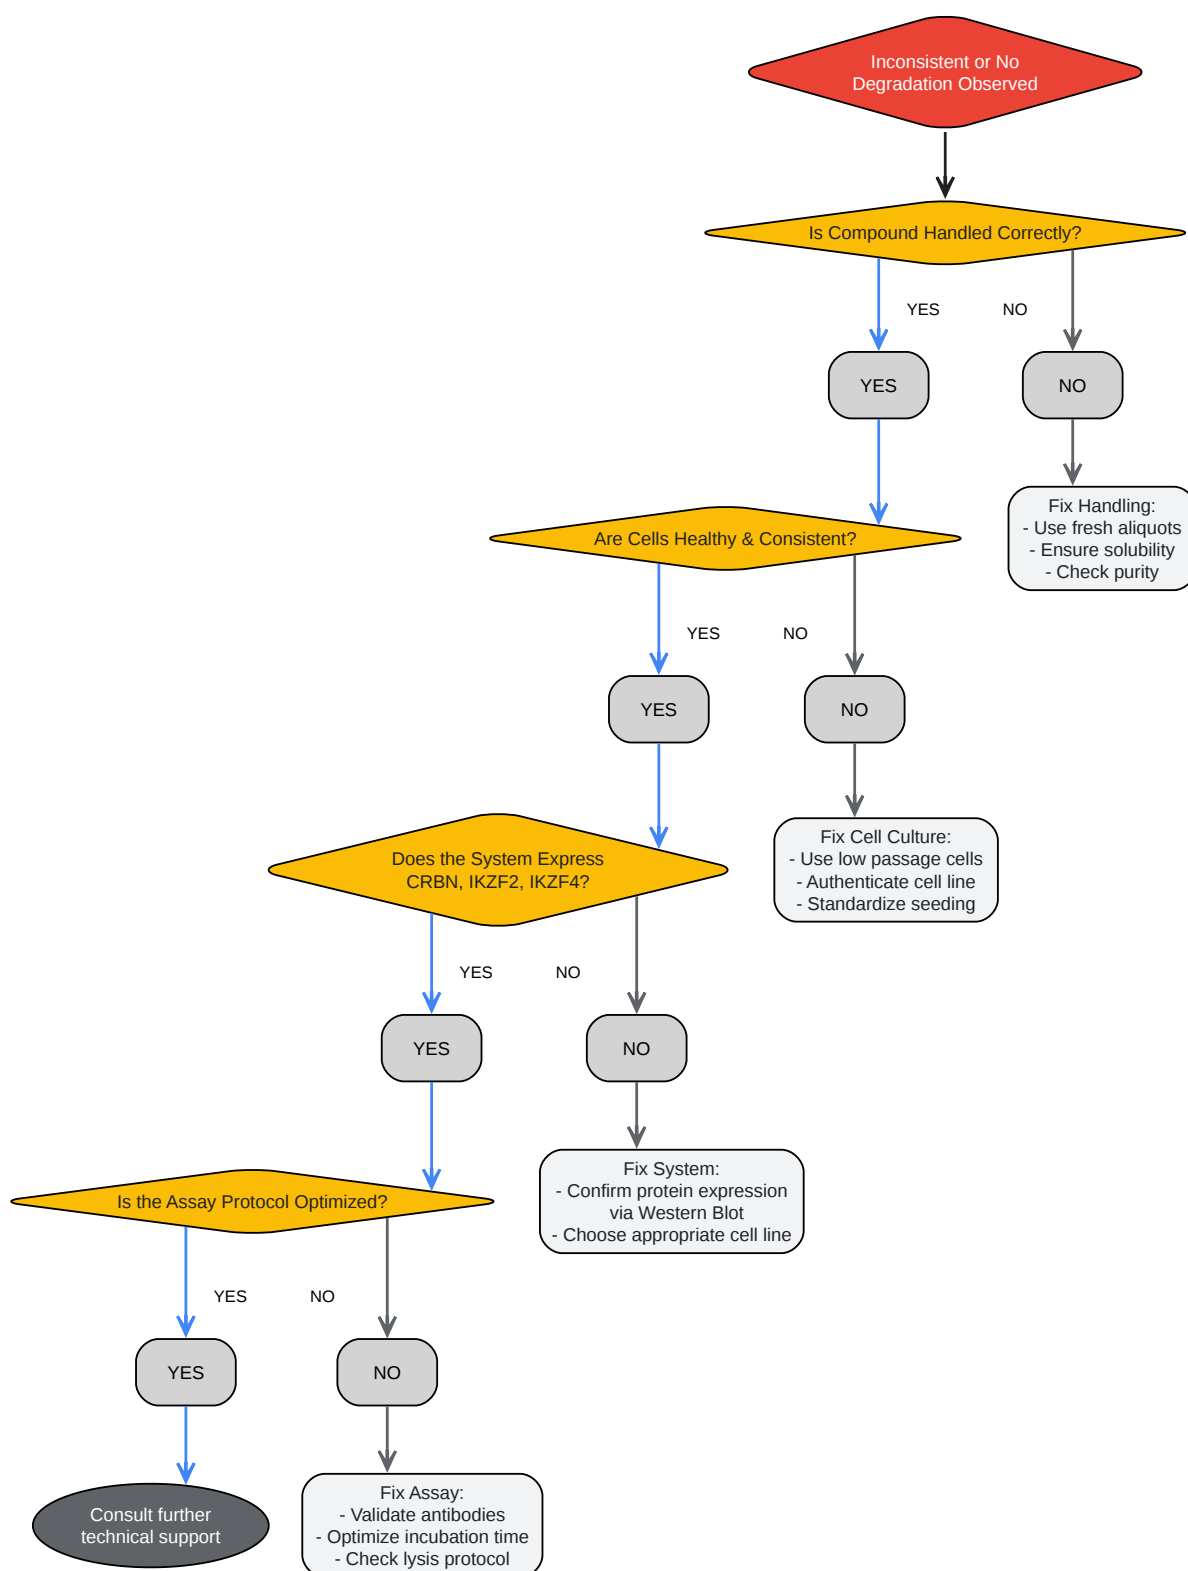 Inconsistent or No
Degradation Observed
Is Compound Handled Correctly?
YES
NO
YES
NO
Fix Handling:
- Use fresh aliquots
- Ensure solubility
- Check purity
Are Cells Healthy & Consistent?
YES
NO
YES
NO
Fix Cell Culture:
- Use low passage cells
- Authenticate cell line
- Standardize seeding
Does the System Express
CRBN, IKZF2, IKZF4?
YES
NO
YES
NO
Fix System:
- Confirm protein expression
via Western Blot
- Choose appropriate cell line
Is the Assay Protocol Optimized?
YES
NO
YES
NO
Consult further
technical support
Fix Assay:
- Validate antibodies
- Optimize incubation time
- Check lysis protocol